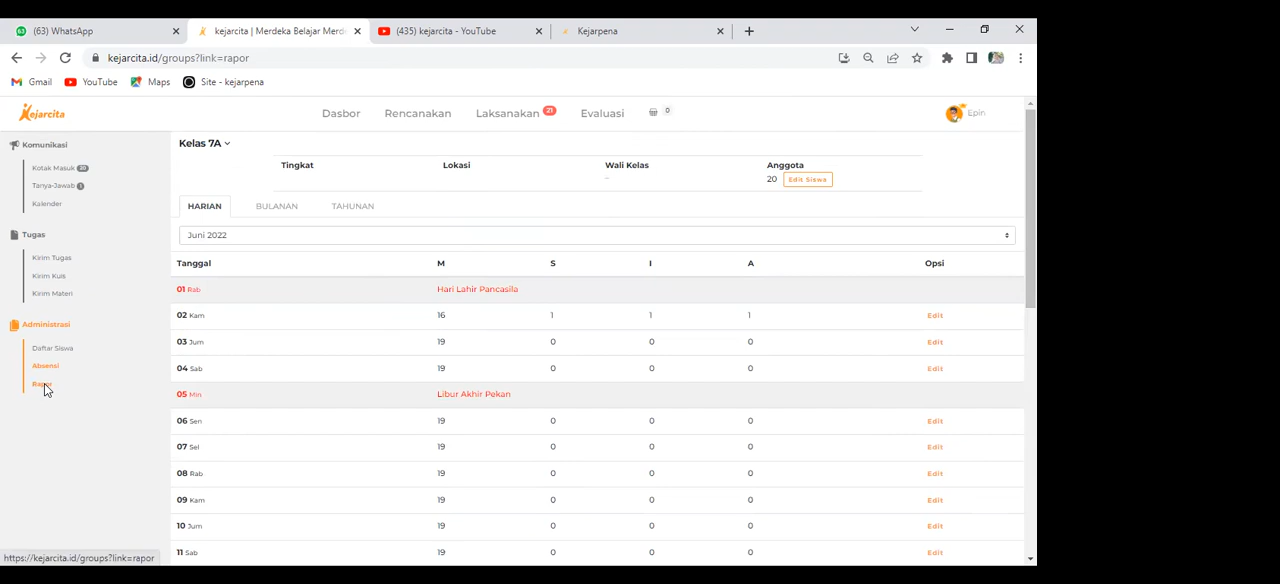 (63) WhatsApp
kejarcita | Merdeka Belajar Merd
(435) kejarcita - YouTube
Kejarpena
kejarcita.id/groups?link=rapor
Gmail YouTube Maps Site - kejarpena
kejarcita
Dasbor Rencanakan Laksanakan 21 Evaluasi 0 Epin
Komunikasi
Kotak Masuk 20
Tanya-Jawab 1
Kalender
Tugas
Kirim Tugas
Kirim Kuis
Kirim Materi
Administrasi
Daftar Siswa
Absensi
Rapor
Kelas 7A
Tingkat Lokasi Wali Kelas Anggota
- 20 Edit Siswa
HARIAN BULANAN TAHUNAN
Juni 2022
Tanggal M S I A Opsi
01 Rab Hari Lahir Pancasila
02 Kam 16 1 1 1 Edit
03 Jum 19 0 0 0 Edit
04 Sab 19 0 0 0 Edit
05 Min Libur Akhir Pekan
06 Sen 19 0 0 0 Edit
07 Sel 19 0 0 0 Edit
08 Rab 19 0 0 0 Edit
09 Kam 19 0 0 0 Edit
10 Jum 19 0 0 0 Edit
11 Sab 19 0 0 0 Edit
https://kejarcita.id/groups?link=rapor